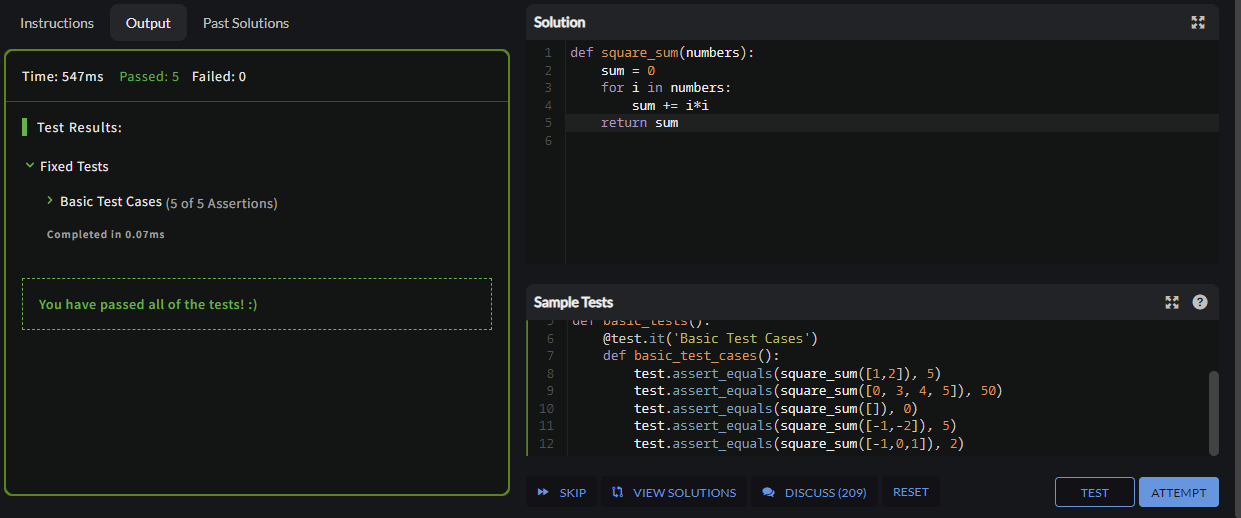 Instructions
Output
Past Solutions
Time: 547ms Passed: 5 Failed: 0
Test Results:
Fixed Tests
Basic Test Cases (5 of 5 Assertions)
Completed in 0.07ms
You have passed all of the tests! :)
Solution
1 def square_sum(numbers):
2     sum = 0
3     for i in numbers:
4         sum += i*i
5     return sum
6
Sample Tests
5 def basic_tests():
6     @test.it('Basic Test Cases')
7     def basic_test_cases():
8         test.assert_equals(square_sum([1,2]), 5)
9         test.assert_equals(square_sum([0, 3, 4, 5]), 50)
10         test.assert_equals(square_sum([]), 0)
11         test.assert_equals(square_sum([-1,-2]), 5)
12         test.assert_equals(square_sum([-1,0,1]), 2)
SKIP
VIEW SOLUTIONS
DISCUSS (209)
RESET
TEST
ATTEMPT